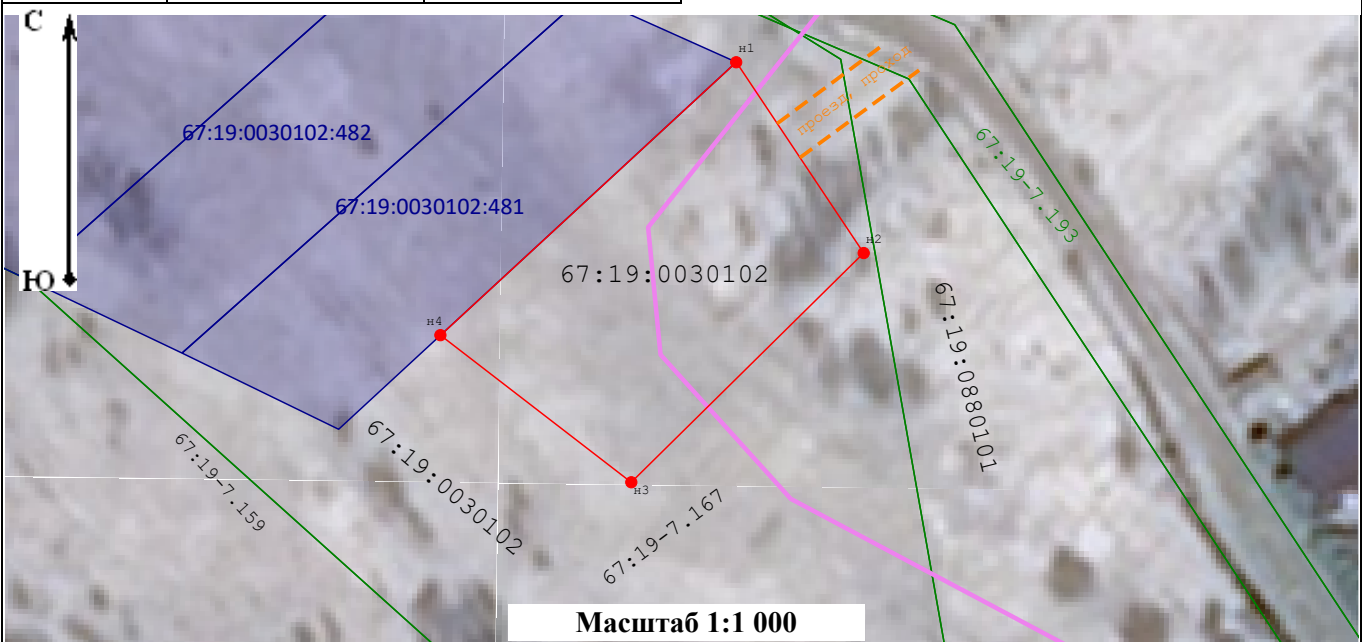 С
н1
проезд, проезд
67:19:0030102:482
67:19-7.193
67:19:0030102:481
н2
67:19:0030102
Ю
67:19:0880101
н4
67:19:0030102
67:19-7.159
н3
67:19-7.167
Масштаб 1:1 000